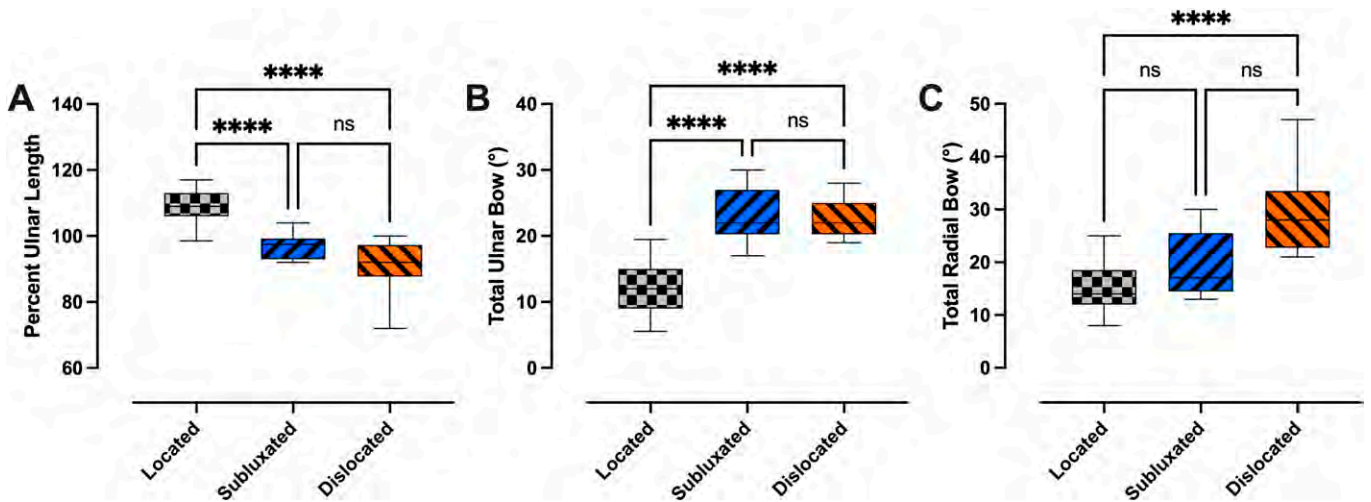 A
Percent Ulnar Length
140
120
100
80
60
****
****
ns
Located
Subluxated
Dislocated
B
Total Ulnar Bow (°)
40
30
20
10
0
****
****
ns
Located
Subluxated
Dislocated
C
Total Radial Bow (°)
50
40
30
20
10
0
****
ns
ns
Located
Subluxated
Dislocated